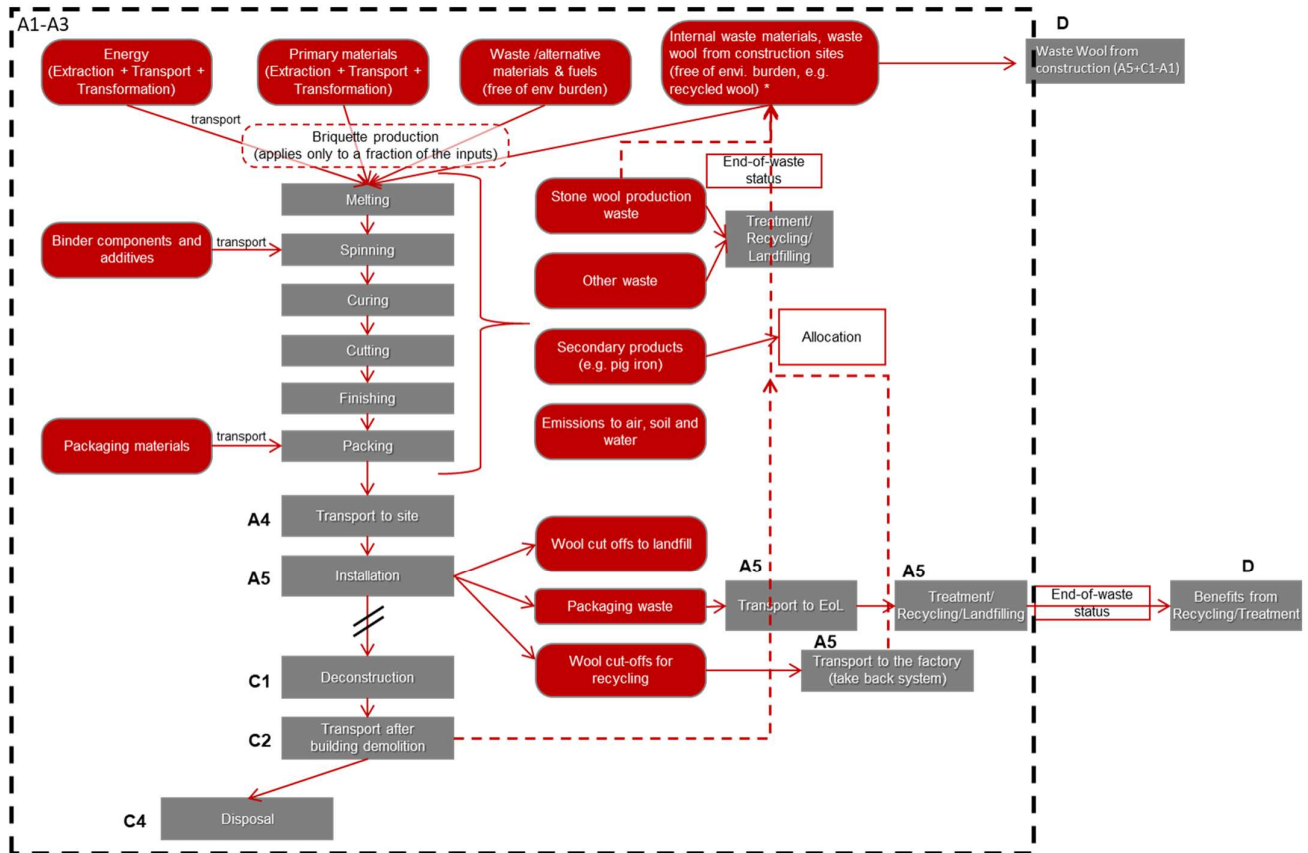 A1-A3
D
Energy
(Extraction + Transport +
Transformation)
Primary materials
(Extraction + Transport +
Transformation)
Waste /alternative
materials & fuels
(free of env burden)
Internal waste materials, waste
wool from construction sites
(free of envi. burden, e.g.
recycled wool) *
Waste Wool from
construction (A5+C1-A1)
transport
Briquette production
(applies only to a fraction of the inputs)
End-of-waste
status
Melting
Stone wool production
waste
Treatment/
Recycling/
Landfilling
Binder components and
additives
transport
Spinning
Other waste
Curing
Cutting
Secondary products
(e.g. pig iron)
Allocation
Finishing
Emissions to air, soil and
water
Packaging materials
transport
Packing
A4
Transport to site
Wool cut offs to landfill
A5
Installation
A5
A5
D
Packaging waste
Transport to EoL
Treatment/
Recycling/Landfilling
End-of-waste
status
Benefits from
Recycling/Treatment
A5
Wool cut-offs for
recycling
Transport to the factory
(take back system)
C1
Deconstruction
C2
Transport after
building demolition
C4
Disposal